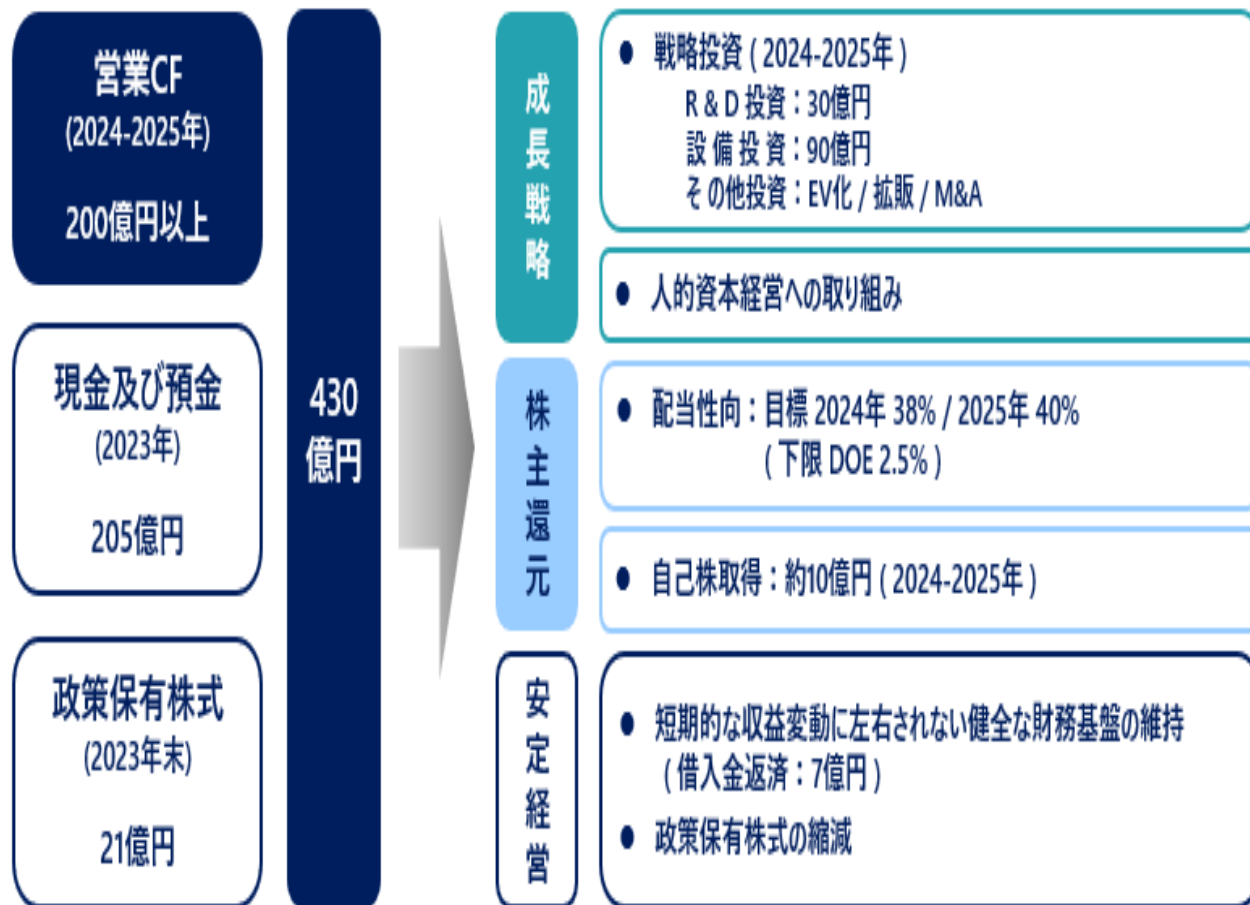 営業CF
(2024-2025年)
200億円以上
現金及び預金
(2023年)
205億円
政策保有株式
(2023年末)
21億円
430
億円
成長戦略
● 戦略投資 ( 2024-2025年 )
R & D 投資：30億円
設 備 投 資：90億円
そ の他投資：EV化 / 拡販 / M&A
● 人的資本経営への取り組み
株主還元
● 配当性向：目標 2024年 38% / 2025年 40%
( 下限 DOE 2.5% )
● 自己株取得：約10億円 ( 2024-2025年 )
安定経営
● 短期的な収益変動に左右されない健全な財務基盤の維持
( 借入金返済：7億円 )
● 政策保有株式の縮減